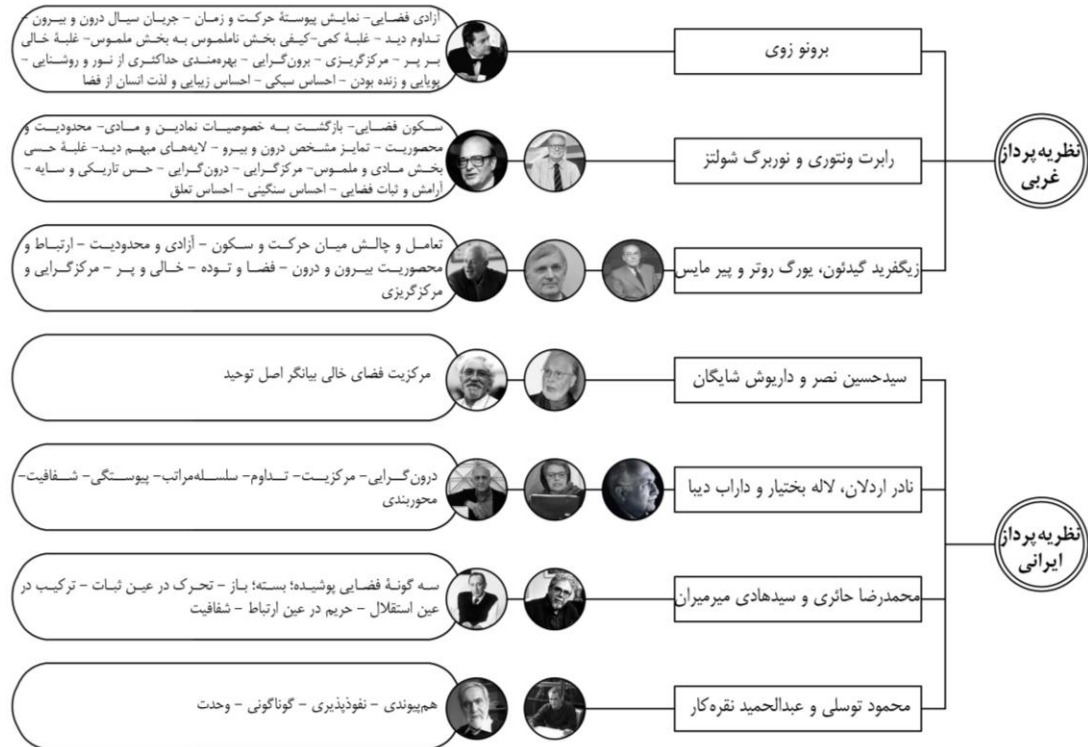 نظریه‌پرداز
غربی
برونو زوی
آزادی فضایی- نمایش پیوستهٔ حرکت و زمان – جریان سیال درون و بیرون –
تداوم دید – غلبهٔ کمی-کیفی بخش ناملموس به بخش ملموس- غلبهٔ خالی
بر پر – مرکزگریزی – برون‌گرایی – بهره‌مندی حداکثری از نور و روشنایی –
پویایی و زنده بودن – احساس سبکی – احساس زیبایی و لذت انسان از فضا
رابرت ونتوری و نوربرگ شولتز
سکون فضایی- بازگشت به خصوصیات نمادین و مادی- محدودیت و
محصوریت – تمایز مشخص درون و بیرو – لایه‌های مبهم دید- غلبهٔ حسی
بخش مادی و ملموس- مرکزگرایی – درون‌گرایی – حس تاریکی و سایه –
آرامش و ثبات فضایی – احساس سنگینی – احساس تعلق
زیگفرید گیدئون، یورگ روتر و پیر مایس
تعامل و چالش میان حرکت و سکون – آزادی و محدودیت – ارتباط و
محصوریت بیرون و درون – فضا و توده – خالی و پر – مرکزگرایی و
مرکزگریزی
نظریه‌پرداز
ایرانی
سیدحسین نصر و داریوش شایگان
مرکزیت فضای خالی بیانگر اصل توحید
نادر اردلان، لاله بختیار و داراب دیبا
درون‌گرایی- مرکزیت- تداوم- سلسله‌مراتب- پیوستگی- شفافیت-
محوربندی
محمدرضا حائری و سیدهادی میرمیران
سه گونهٔ فضایی پوشیده؛ بسته؛ باز – تحرک در عین ثبات – ترکیب در
عین استقلال – حریم در عین ارتباط – شفافیت
محمود توسلی و عبدالحمید نقره‌کار
هم‌پیوندی – نفوذپذیری – گوناگونی – وحدت